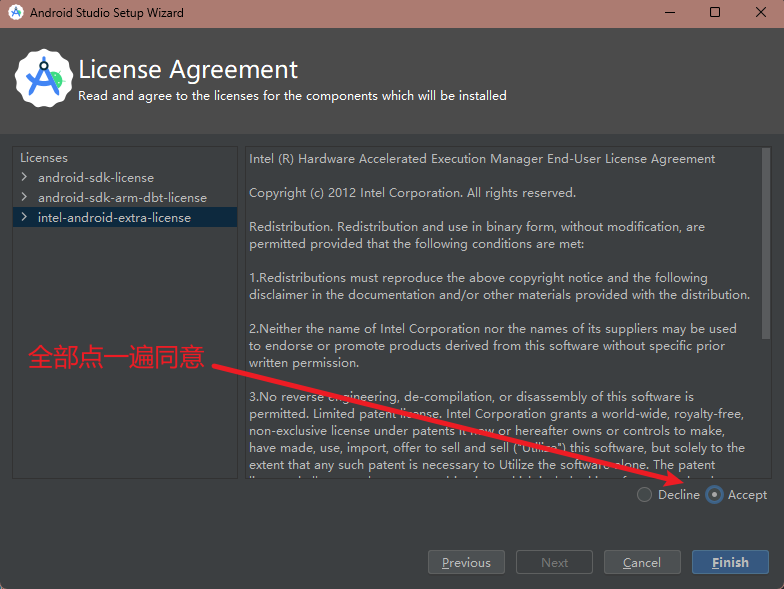 Android Studio Setup Wizard
License Agreement
Read and agree to the licenses for the components which will be installed
Licenses
android-sdk-license
android-sdk-arm-dbt-license
intel-android-extra-license
Intel (R) Hardware Accelerated Execution Manager End-User License Agreement
Copyright (c) 2012 Intel Corporation. All rights reserved.
Redistribution. Redistribution and use in binary form, without modification, are
permitted provided that the following conditions are met:
1.Redistributions must reproduce the above copyright notice and the following
disclaimer in the documentation and/or other materials provided with the distribution.
2.Neither the name of Intel Corporation nor the names of its suppliers may be used
to endorse or promote products derived from this software without specific prior
written permission.
3.No reverse engineering, de-compilation, or disassembly of this software is
permitted. Limited patent license. Intel Corporation grants a world-wide, royalty-free,
non-exclusive license under patents it now or hereafter owns or controls to make,
have made, use, import, offer to sell and sell ("Utilize") this software, but solely to the
extent that any such patent is necessary to Utilize the software alone. The patent
全部点一遍同意
Decline
Accept
Previous
Next
Cancel
Finish